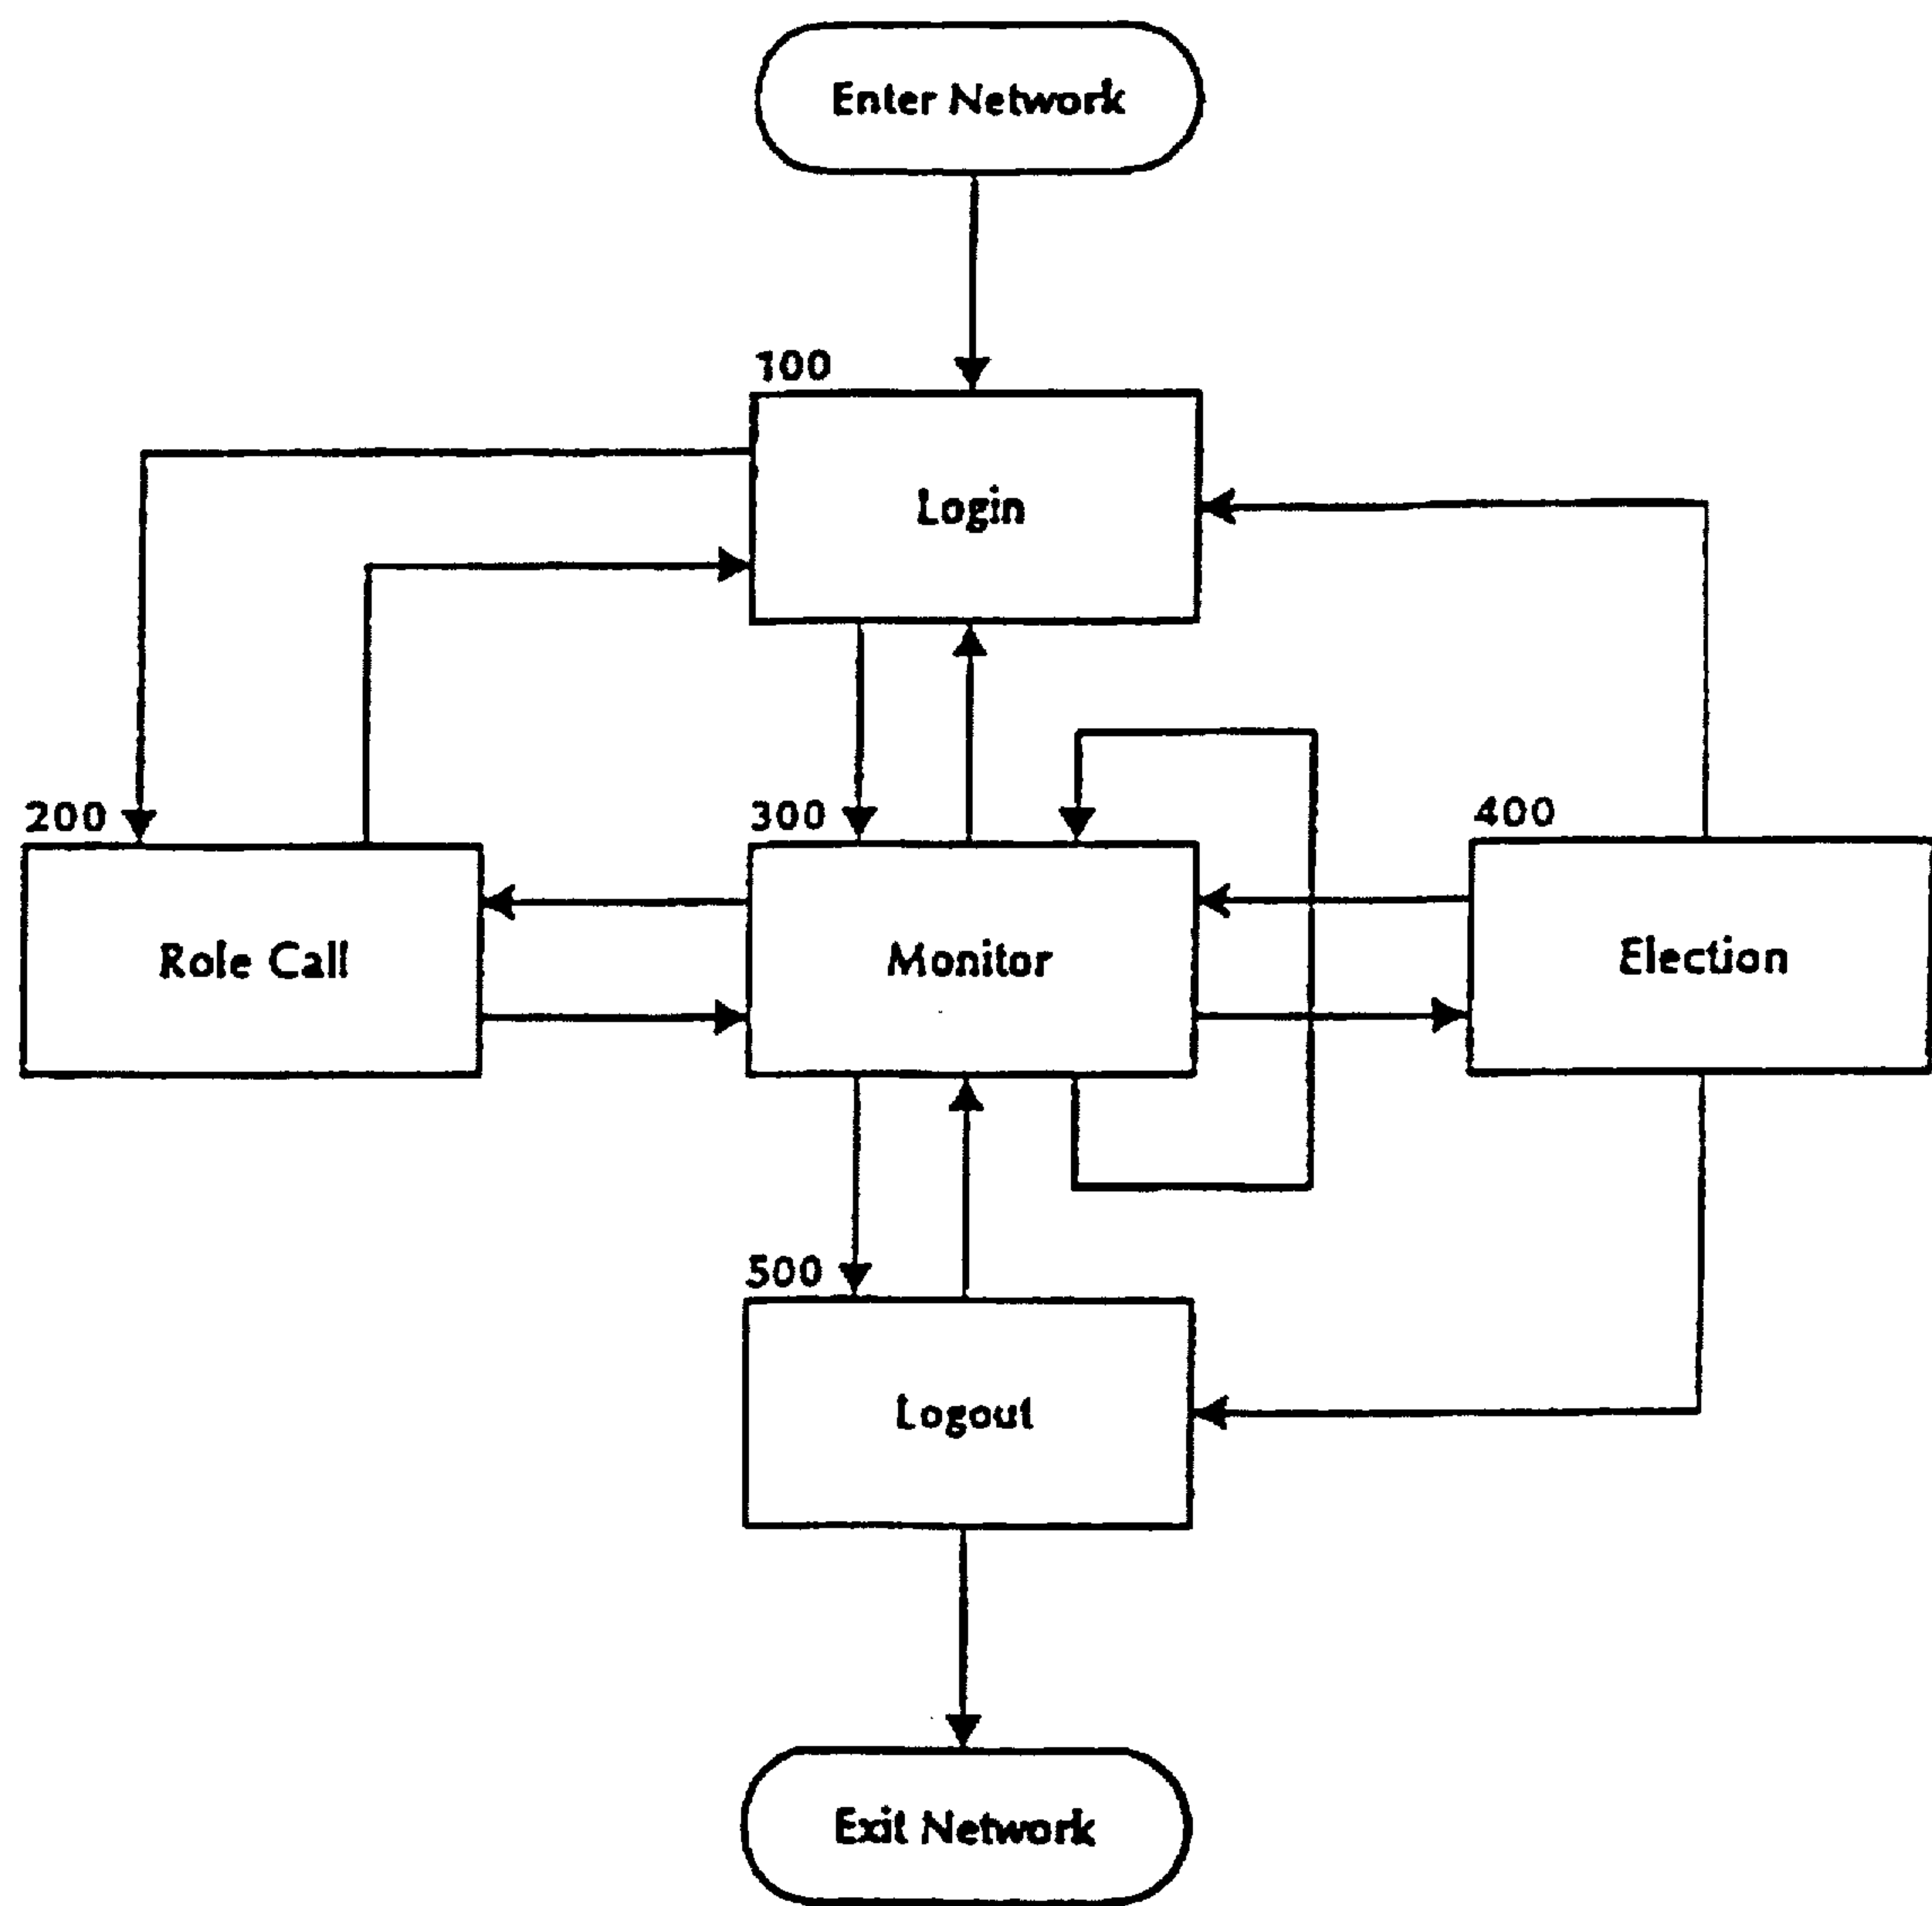 Enter Network
100
Login
200
300
400
Role Call
Monitor
Election
500
Logout
Exit Network